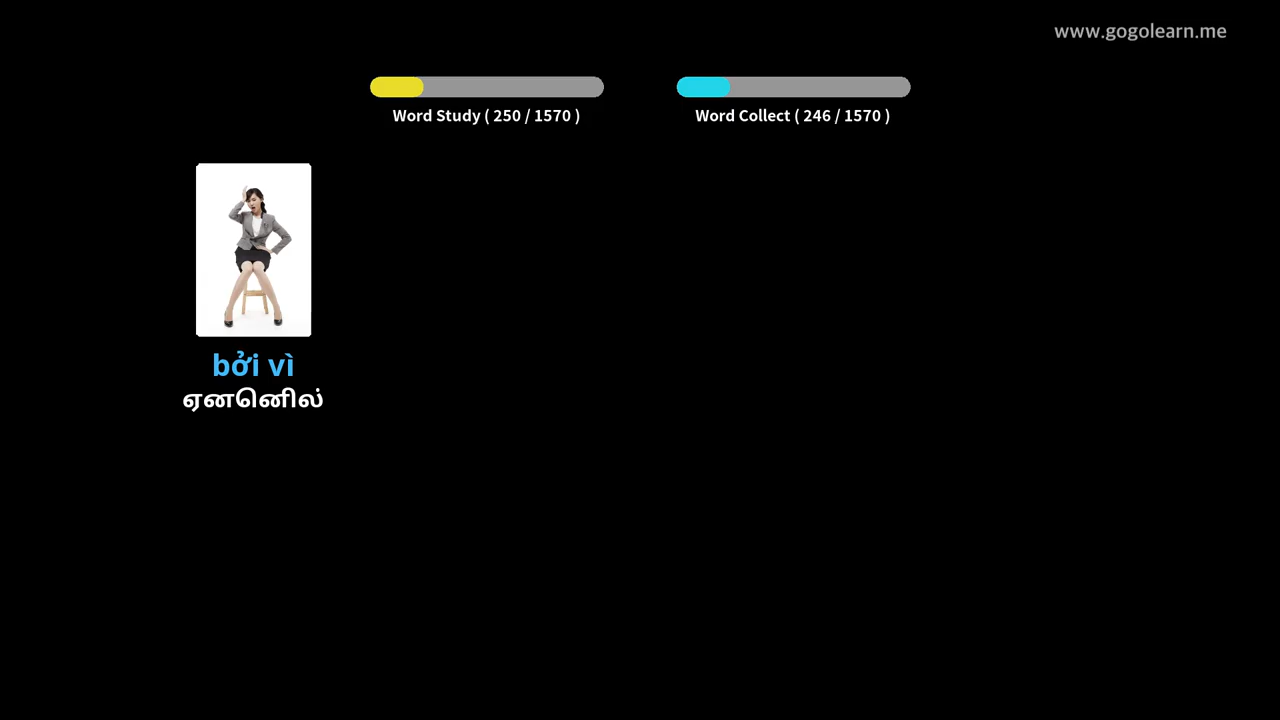 www.gogolearn.me
Word Study ( 250 / 1570 )
Word Collect ( 246 / 1570 )
bởi vì
ஏனெனில்